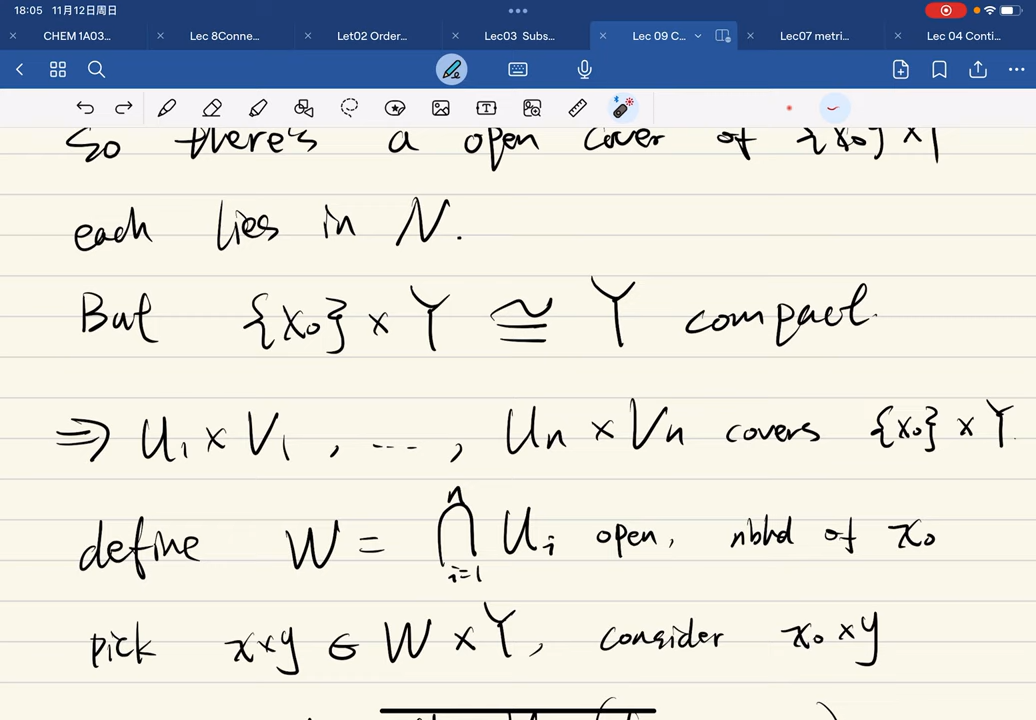 18:05 11月12日周日
CHEM 1A03... Lec 8Conne... Let02 Order... Lec03 Subs... Lec 09 C... Lec07 metri... Lec 04 Conti...
So there's a open cover of {x₀} × Y
each lies in N.
But {x₀} × Y ≅ Y compact.
⇒ U₁ × V₁ , ... , Uₙ × Vₙ covers {x₀} × Y.
define W = ⋂ᵢ₌₁ⁿ Uᵢ open, nbhd of x₀
pick x×y ∈ W × Y, consider x₀ × y